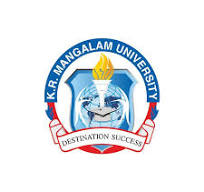 K.R. MANGALAM UNIVERSITY
DESTINATION SUCCESS